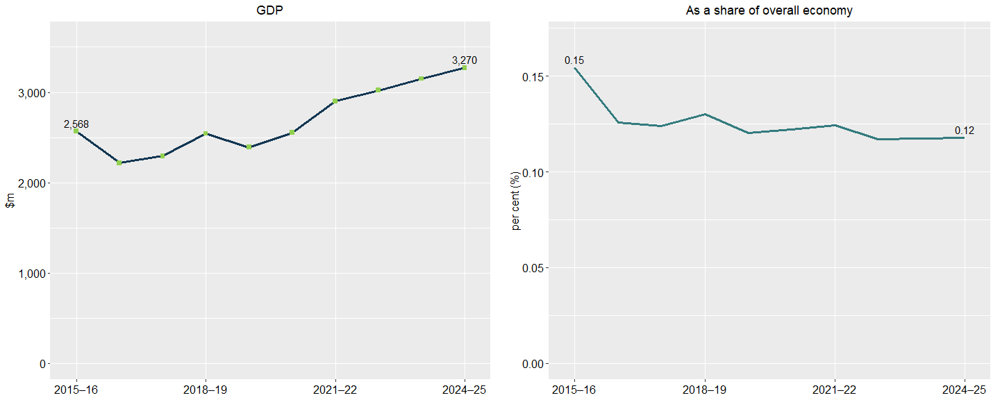 GDP
3,270
2,568
3,000
2,000
1,000
0
$m
2015–16 2018–19 2021–22 2024–25
As a share of overall economy
0.15
0.12
0.15
0.10
0.05
0.00
per cent (%)
2015–16 2018–19 2021–22 2024–25